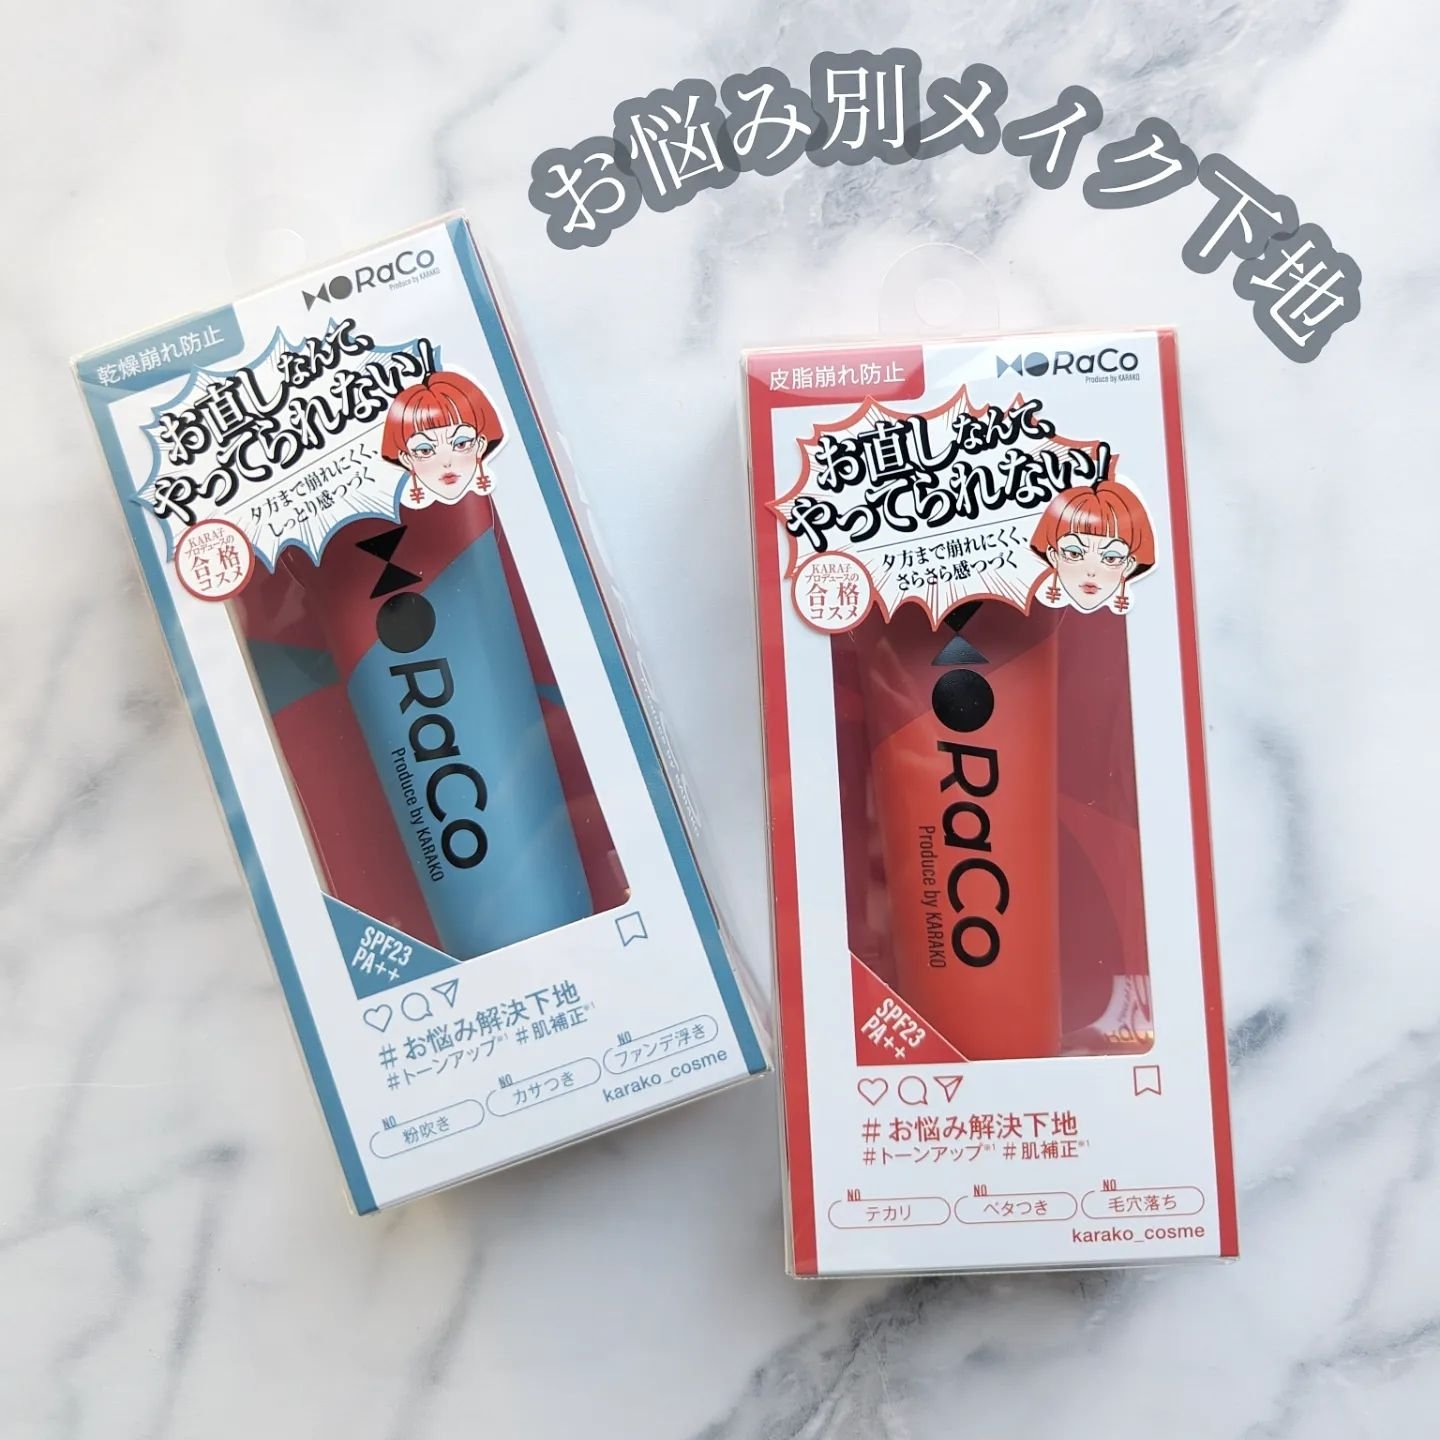 お悩み別メイク下地
MORaCo
Produce by KARAKO
乾燥崩れ防止
お直しなんて、
やってられない!
夕方まで崩れにくく、
しっとり感つづく
KARA子
プロデュースの
合格
コスメ
MORaCo
Produce by KARAKO
SPF23
PA++
#お悩み解決下地
#トーンアップ※1 #肌補正※1
NO 粉吹き
NO カサつき
NO ファンデ浮き
karako_cosme
MORaCo
Produce by KARAKO
皮脂崩れ防止
お直しなんて、
やってられない!
夕方まで崩れにくく、
さらさら感つづく
KARA子
プロデュースの
合格
コスメ
辛 辛
MORaCo
Produce by KARAKO
SPF23
PA++
#お悩み解決下地
#トーンアップ※1 #肌補正※1
NO テカリ
NO ベタつき
NO 毛穴落ち
karako_cosme